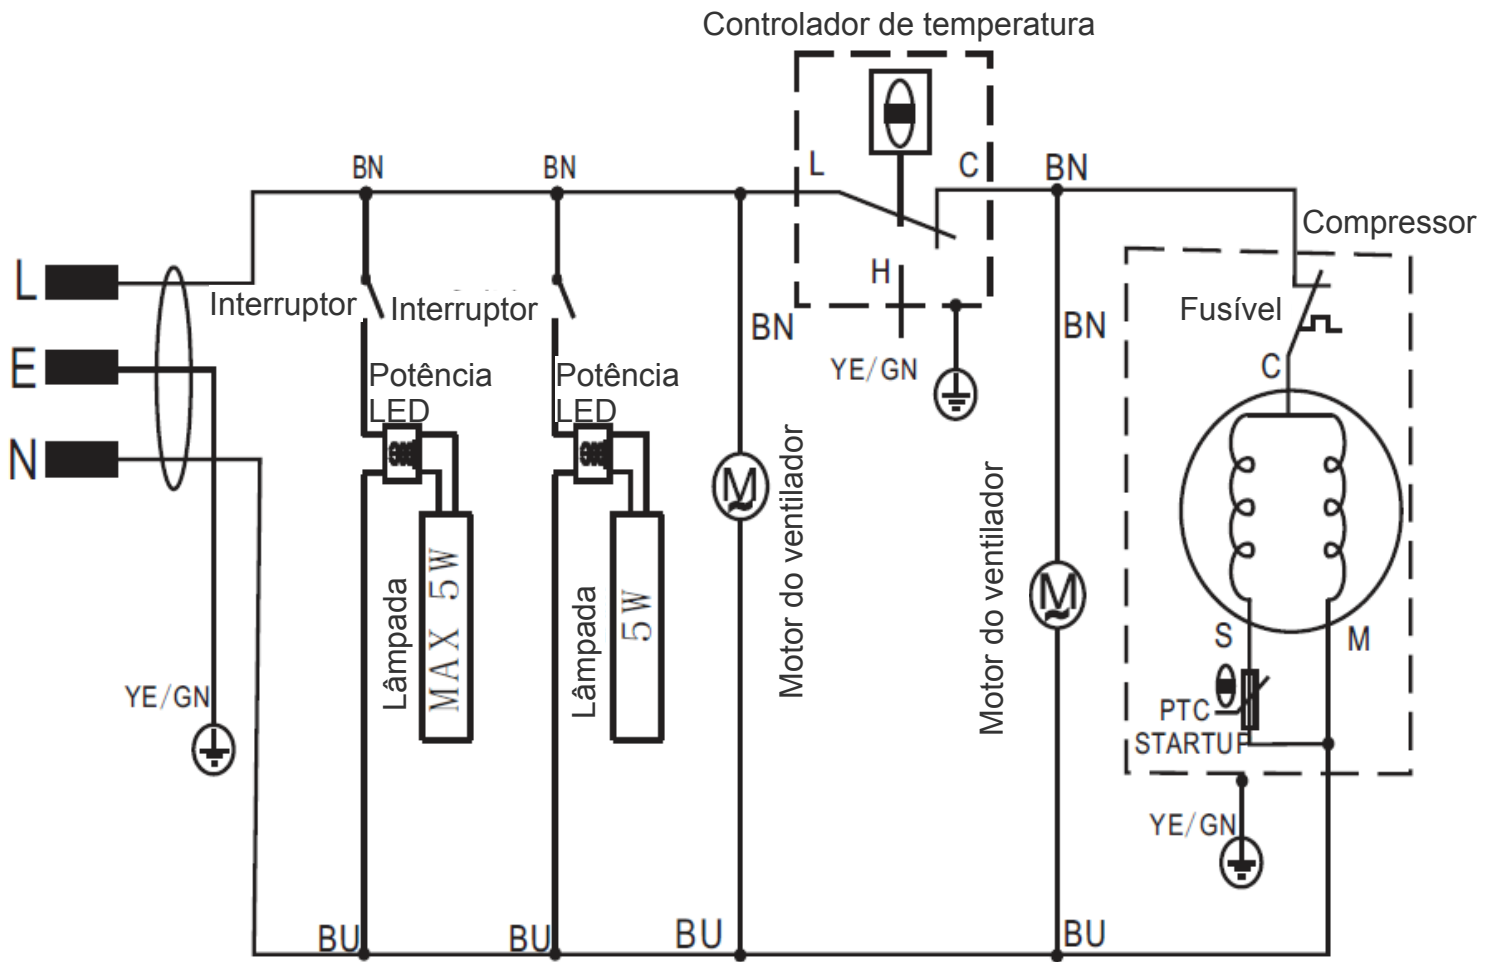 Controlador de temperatura
BN
BN
L
C
BN
Compressor
L
Interruptor
Interruptor
H
BN
BN
Fusível
E
Potência
LED
Potência
LED
YE/GN
C
N
Motor do ventilador
Motor do ventilador
Lâmpada
MAX 5W
Lâmpada
5W
M
M
S
M
YE/GN
PTC
STARTUP
YE/GN
BU
BU
BU
BU